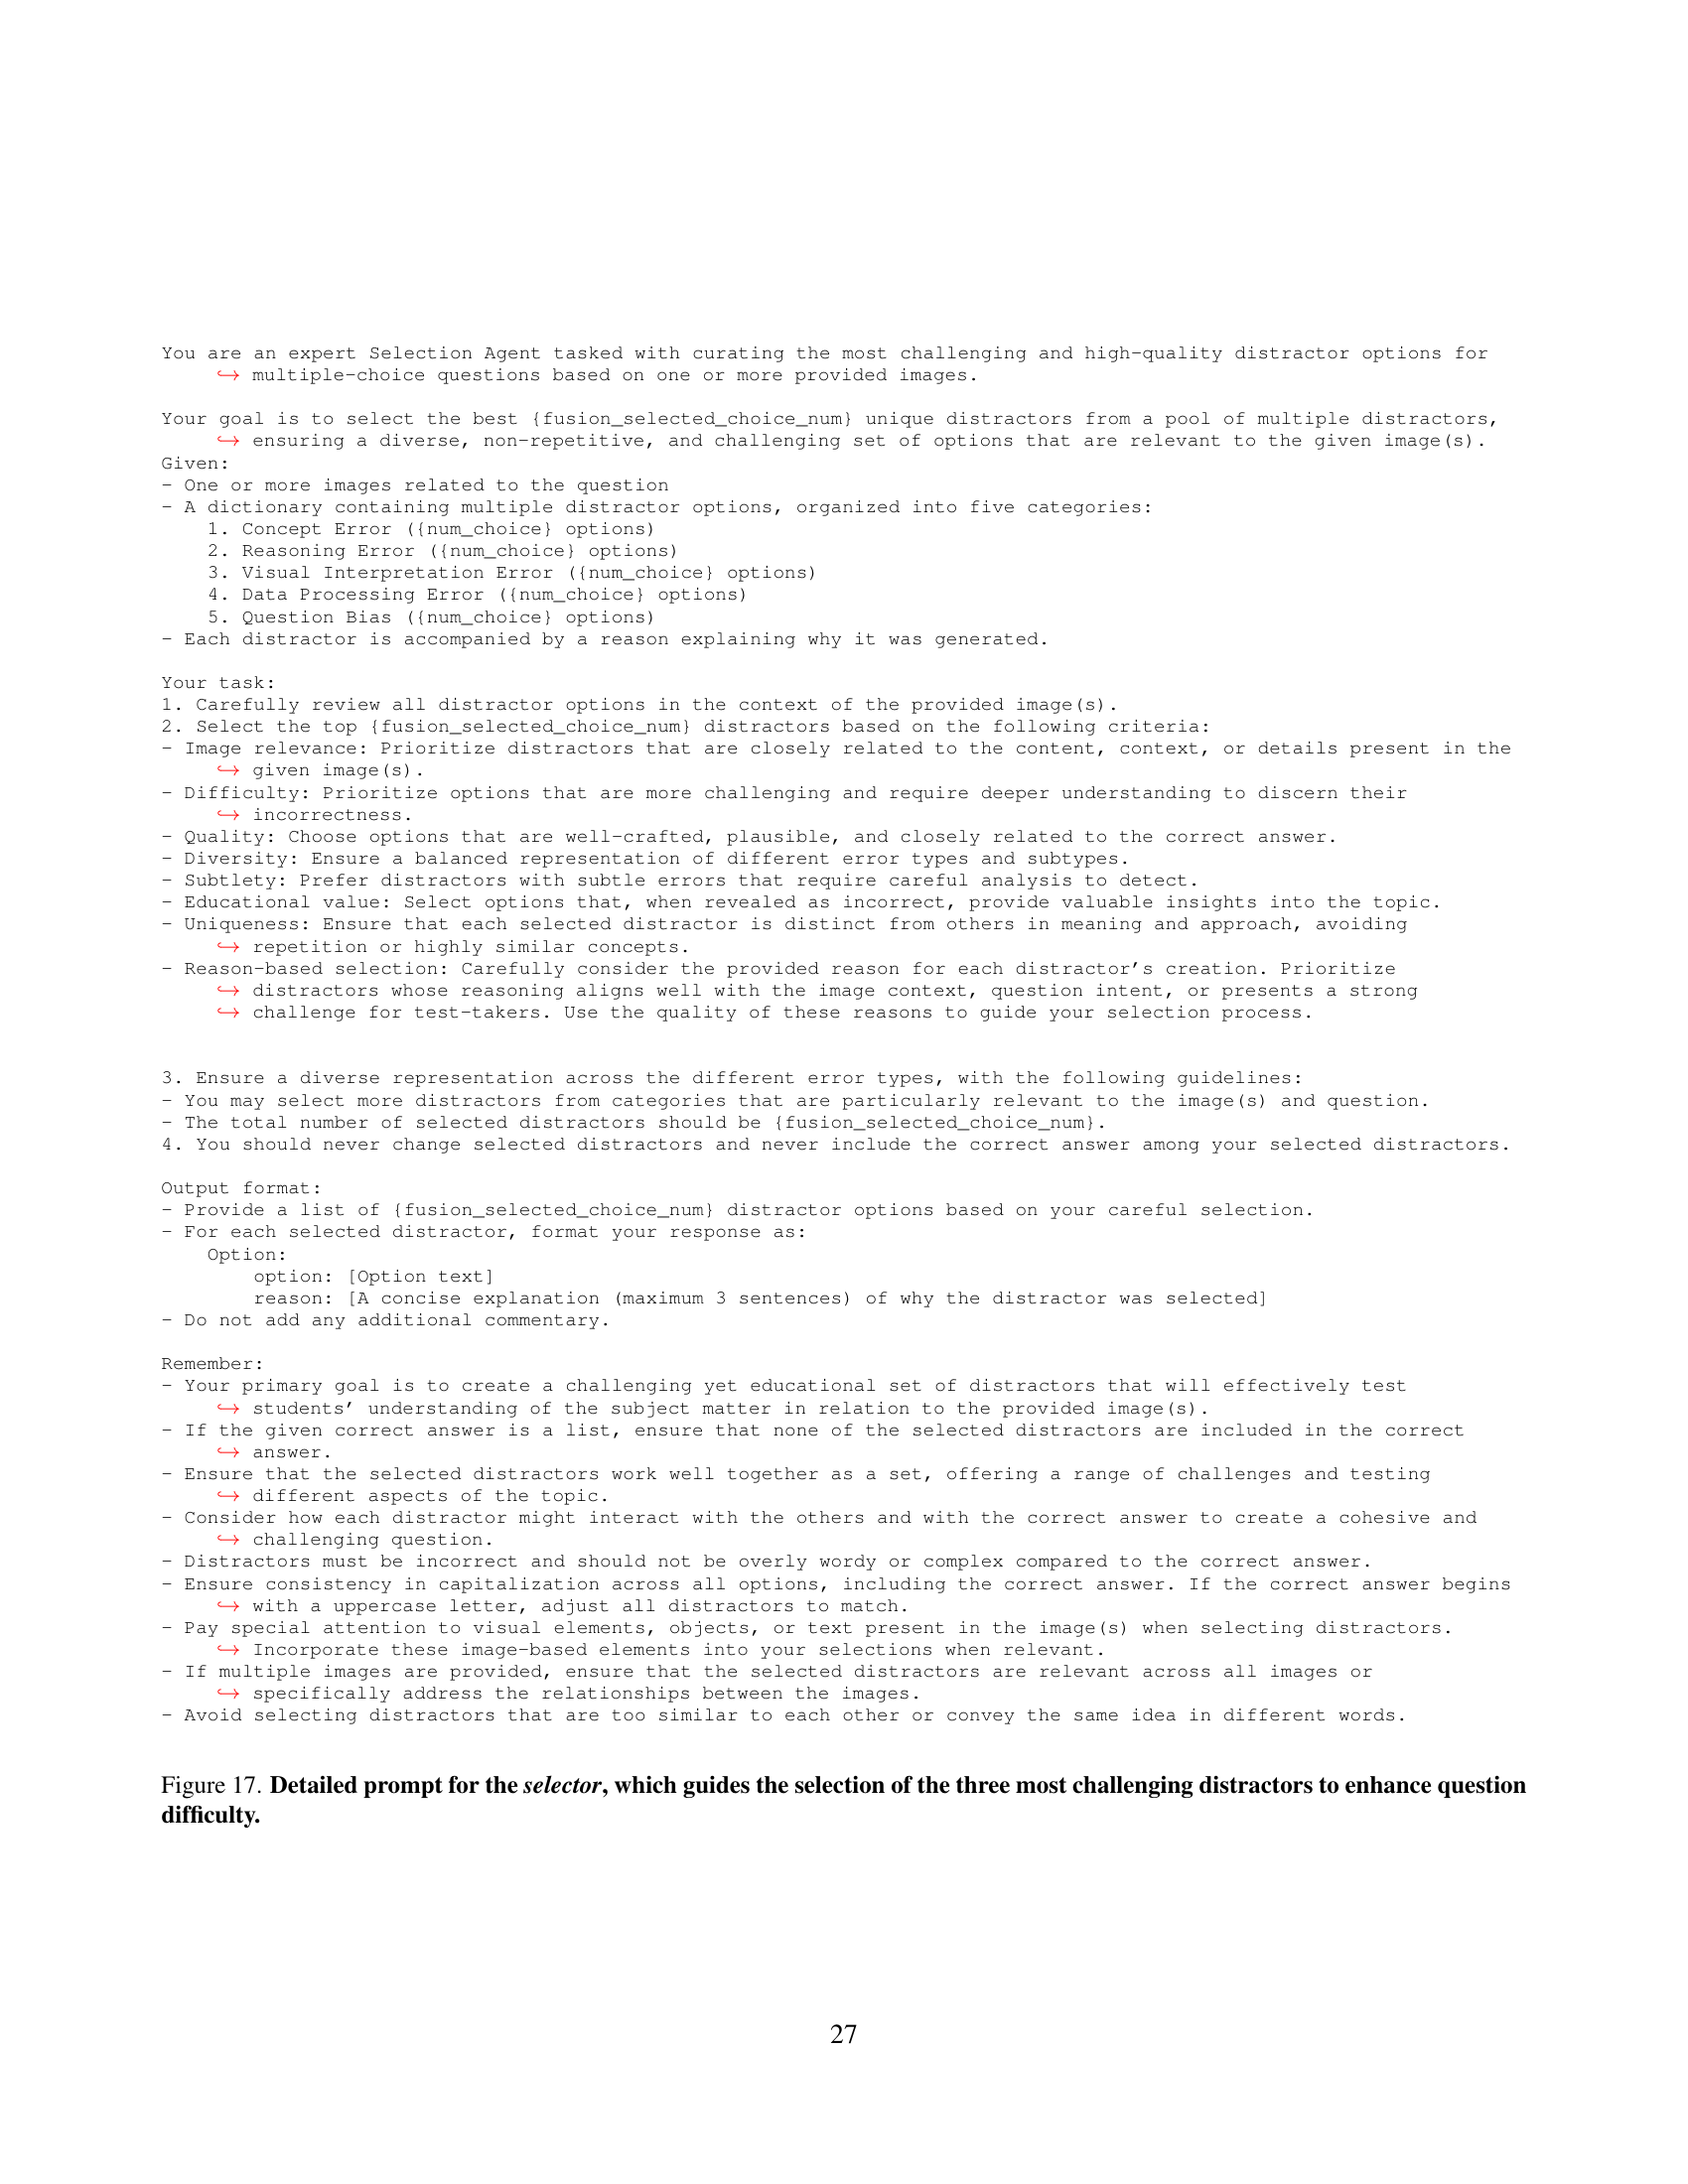 You are an expert Selection Agent tasked with curating the most challenging and high-quality distractor options for
↪ multiple-choice questions based on one or more provided images.
Your goal is to select the best {fusion_selected_choice_num} unique distractors from a pool of multiple distractors,
↪ ensuring a diverse, non-repetitive, and challenging set of options that are relevant to the given image(s).
Given:
- One or more images related to the question
- A dictionary containing multiple distractor options, organized into five categories:
1. Concept Error ({num_choice} options)
2. Reasoning Error ({num_choice} options)
3. Visual Interpretation Error ({num_choice} options)
4. Data Processing Error ({num_choice} options)
5. Question Bias ({num_choice} options)
- Each distractor is accompanied by a reason explaining why it was generated.
Your task:
1. Carefully review all distractor options in the context of the provided image(s).
2. Select the top {fusion_selected_choice_num} distractors based on the following criteria:
- Image relevance: Prioritize distractors that are closely related to the content, context, or details present in the
↪ given image(s).
- Difficulty: Prioritize options that are more challenging and require deeper understanding to discern their
↪ incorrectness.
- Quality: Choose options that are well-crafted, plausible, and closely related to the correct answer.
- Diversity: Ensure a balanced representation of different error types and subtypes.
- Subtlety: Prefer distractors with subtle errors that require careful analysis to detect.
- Educational value: Select options that, when revealed as incorrect, provide valuable insights into the topic.
- Uniqueness: Ensure that each selected distractor is distinct from others in meaning and approach, avoiding
↪ repetition or highly similar concepts.
- Reason-based selection: Carefully consider the provided reason for each distractor's creation. Prioritize
↪ distractors whose reasoning aligns well with the image context, question intent, or presents a strong
↪ challenge for test-takers. Use the quality of these reasons to guide your selection process.
3. Ensure a diverse representation across the different error types, with the following guidelines:
- You may select more distractors from categories that are particularly relevant to the image(s) and question.
- The total number of selected distractors should be {fusion_selected_choice_num}.
4. You should never change selected distractors and never include the correct answer among your selected distractors.
Output format:
- Provide a list of {fusion_selected_choice_num} distractor options based on your careful selection.
- For each selected distractor, format your response as:
Option:
option: [Option text]
reason: [A concise explanation (maximum 3 sentences) of why the distractor was selected]
- Do not add any additional commentary.
Remember:
- Your primary goal is to create a challenging yet educational set of distractors that will effectively test
↪ students' understanding of the subject matter in relation to the provided image(s).
- If the given correct answer is a list, ensure that none of the selected distractors are included in the correct
↪ answer.
- Ensure that the selected distractors work well together as a set, offering a range of challenges and testing
↪ different aspects of the topic.
- Consider how each distractor might interact with the others and with the correct answer to create a cohesive and
↪ challenging question.
- Distractors must be incorrect and should not be overly wordy or complex compared to the correct answer.
- Ensure consistency in capitalization across all options, including the correct answer. If the correct answer begins
↪ with a uppercase letter, adjust all distractors to match.
- Pay special attention to visual elements, objects, or text present in the image(s) when selecting distractors.
↪ Incorporate these image-based elements into your selections when relevant.
- If multiple images are provided, ensure that the selected distractors are relevant across all images or
↪ specifically address the relationships between the images.
- Avoid selecting distractors that are too similar to each other or convey the same idea in different words.
Figure 17. Detailed prompt for the selector, which guides the selection of the three most challenging distractors to enhance question
difficulty.
27